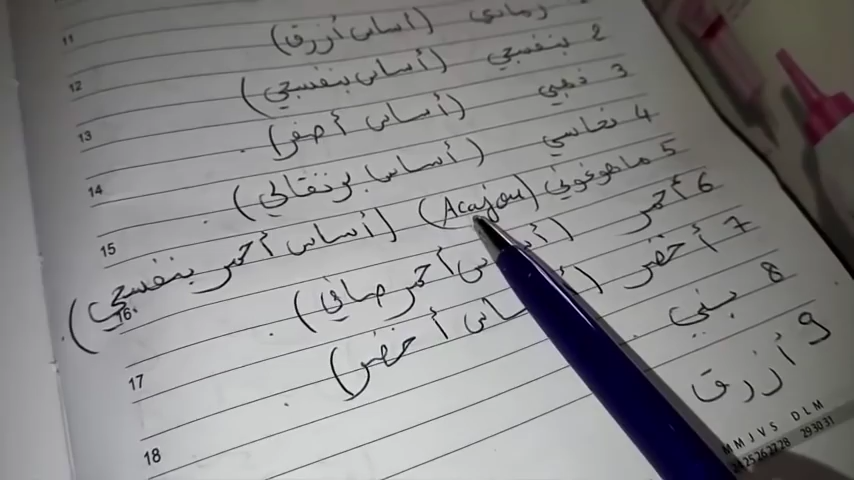 رمادي (أساس أزرق)
2 بنفسجي (أساس بنفسجي)
3 ذهبي (أساس أصفر)
4 نحاسي (أساس برتقالي)
5 ماهوغوني (Acajou) (أساس أحمر بنفسجي)
6 أحمر (أساس أحمر صافي)
7 أخضر (أساس أخضر)
8 بني
9 أزرق
11
12
13
14
15
16
17
18
M M J V S D L M
24 25 26 27 28 29 30 31